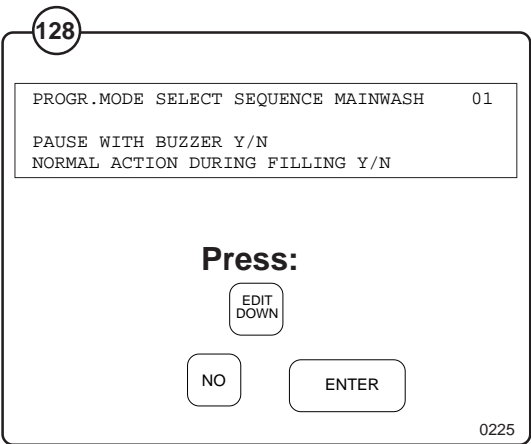 128
PROGR.MODE SELECT SEQUENCE MAINWASH 01
PAUSE WITH BUZZER Y/N
NORMAL ACTION DURING FILLING Y/N
Press:
EDIT
DOWN
NO ENTER
0225